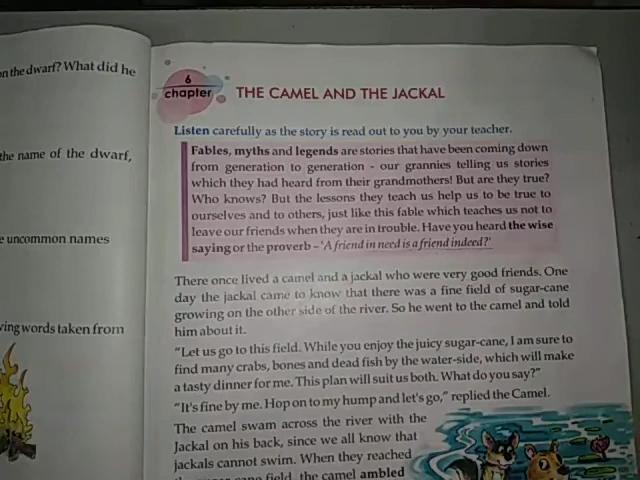 on the dwarf? What did he
the name of the dwarf,
e uncommon names
ving words taken from
6
chapter
THE CAMEL AND THE JACKAL
Listen carefully as the story is read out to you by your teacher.
Fables, myths and legends are stories that have been coming down
from generation to generation - our grannies telling us stories
which they had heard from their grandmothers! But are they true?
Who knows? But the lessons they teach us help us to be true to
ourselves and to others, just like this fable which teaches us not to
leave our friends when they are in trouble. Have you heard the wise
saying or the proverb – 'A friend in need is a friend indeed?'
There once lived a camel and a jackal who were very good friends. One
day the jackal came to know that there was a fine field of sugar-cane
growing on the other side of the river. So he went to the camel and told
him about it.
"Let us go to this field. While you enjoy the juicy sugar-cane, I am sure to
find many crabs, bones and dead fish by the water-side, which will make
a tasty dinner for me. This plan will suit us both. What do you say?"
"It's fine by me. Hop on to my hump and let's go," replied the Camel.
The camel swam across the river with the
Jackal on his back, since we all know that
jackals cannot swim. When they reached
the sugar-cane field, the camel ambled